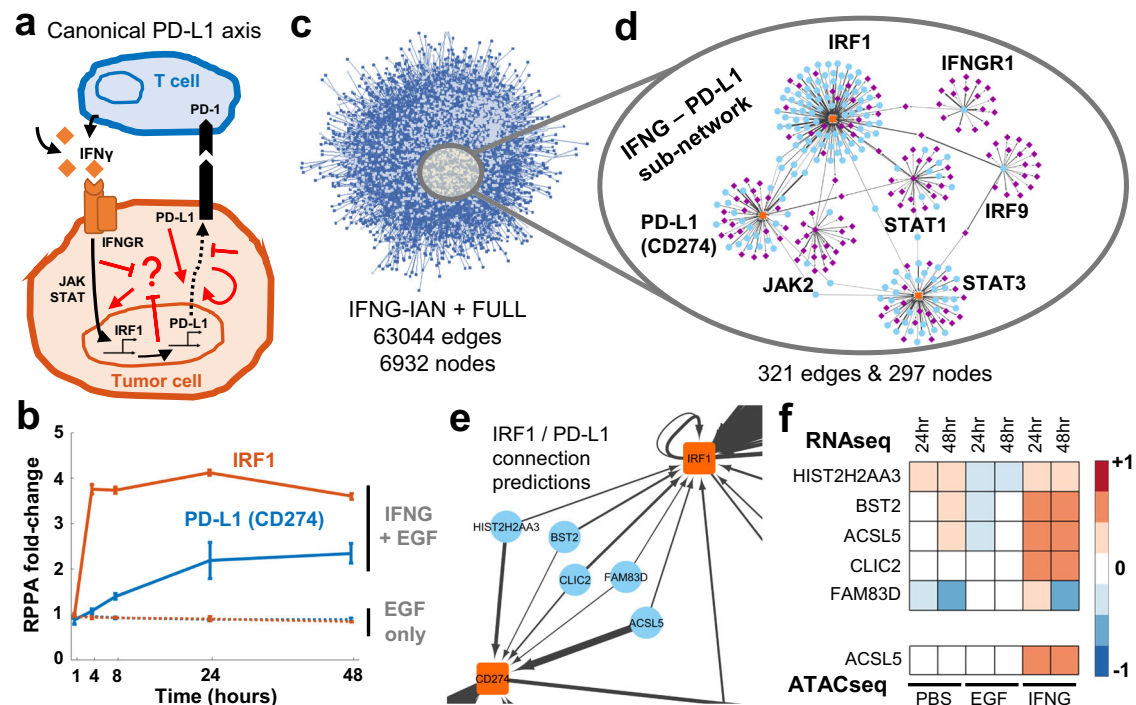 a
Canonical PD-L1 axis
T cell
PD-1
IFNγ
IFNGR
PD-L1
JAK
STAT
?
IRF1
PD-L1
Tumor cell
b
RPPA fold-change
5
4
3
2
1
0
IRF1
PD-L1 (CD274)
IFNG
+ EGF
EGF
only
1 4 8 24 48
Time (hours)
c
IFNG-IAN + FULL
63044 edges
6932 nodes
d
IFNG – PD-L1
sub-network
IRF1
IFNGR1
PD-L1
(CD274)
JAK2
STAT1
IRF9
STAT3
321 edges & 297 nodes
e
IRF1 / PD-L1
connection
predictions
IRF1
HIST2H2AA3
BST2
CLIC2
FAM83D
ACSL5
CD274
f
RNAseq
24hr 48hr 24hr 48hr 24hr 48hr
HIST2H2AA3
BST2
ACSL5
CLIC2
FAM83D
ACSL5
ATACseq
PBS EGF IFNG
+1
0
-1